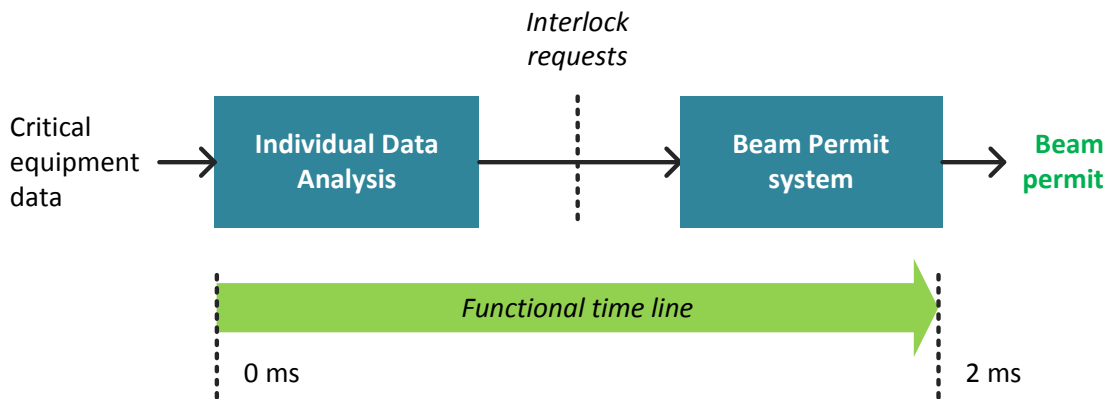 Interlock
requests
Critical
equipment
data
Individual Data
Analysis
Beam Permit
system
Beam
permit
Functional time line
0 ms
2 ms